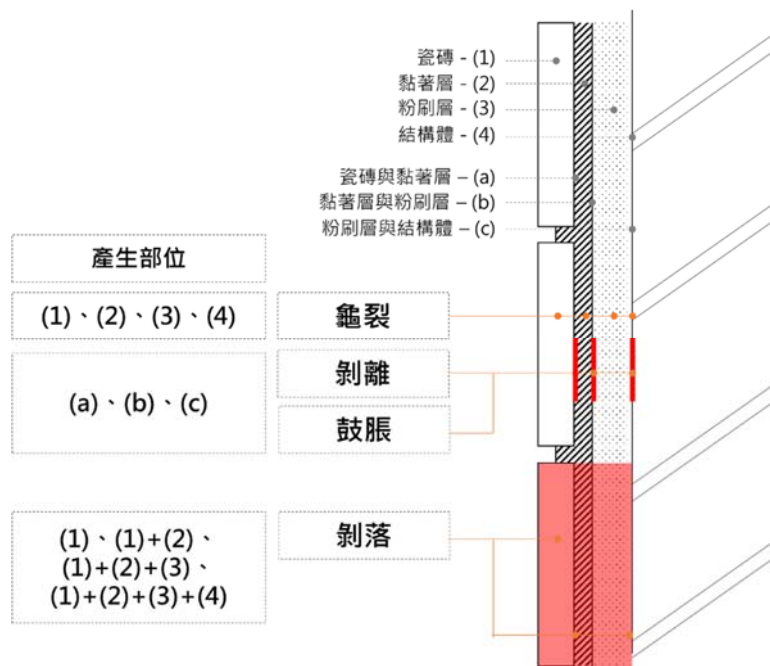 瓷磚 - (1)
黏著層 - (2)
粉刷層 - (3)
結構體 - (4)
瓷磚與黏著層 – (a)
黏著層與粉刷層 – (b)
粉刷層與結構體 – (c)
產生部位
(1)、(2)、(3)、(4)
龜裂
(a)、(b)、(c)
剝離
鼓脹
(1)、(1)+(2)、
(1)+(2)+(3)、
(1)+(2)+(3)+(4)
剝落